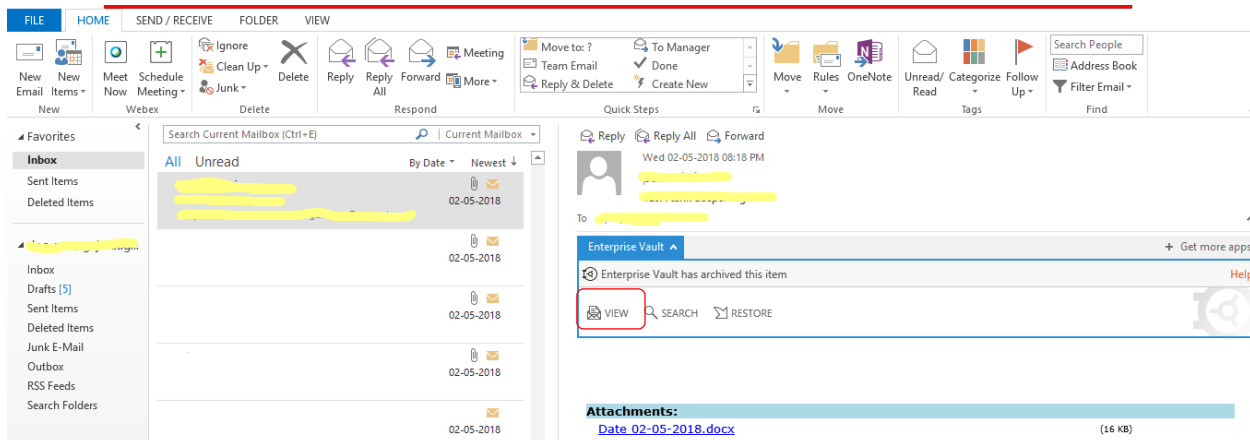 FILE HOME SEND / RECEIVE FOLDER VIEW
Ignore Meeting Move to: ? To Manager Search People
Clean Up Team Email Done Address Book
Junk More Reply & Delete Create New Filter Email
New Email New Items Meet Now Schedule Meeting Delete Reply Reply All Forward Move Rules OneNote Unread/ Read Categorize Follow Up
New Webex Delete Respond Quick Steps Move Tags Find
Favorites
Inbox
Sent Items
Deleted Items
Inbox
Drafts [5]
Sent Items
Deleted Items
Junk E-Mail
Outbox
RSS Feeds
Search Folders
Search Current Mailbox (Ctrl+E) Current Mailbox
All Unread By Date Newest ↓
02-05-2018
02-05-2018
02-05-2018
02-05-2018
02-05-2018
Reply Reply All Forward
Wed 02-05-2018 08:18 PM
To
Enterprise Vault + Get more apps
Enterprise Vault has archived this item Help
VIEW SEARCH RESTORE
Attachments:
Date 02-05-2018.docx (16 KB)